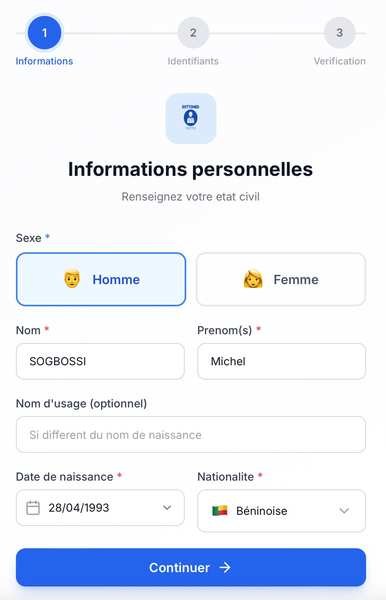 1
2
3
Informations
Identifiants
Verification
Informations personnelles
Renseignez votre etat civil
Sexe *
Homme
Femme
Nom *
Prenom(s) *
SOGBOSSI
Michel
Nom d'usage (optionnel)
Si different du nom de naissance
Date de naissance *
Nationalite *
28/04/1993
Béninoise
Continuer →